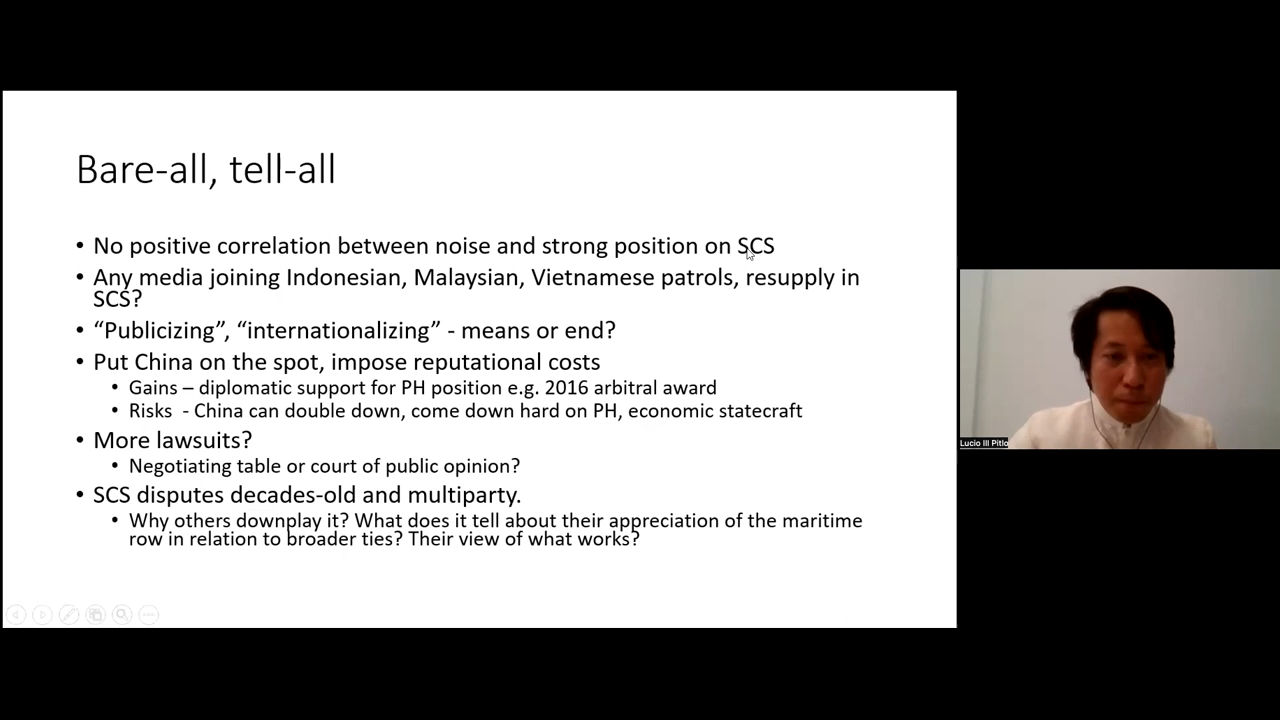 Bare-all, tell-all
• No positive correlation between noise and strong position on SCS
• Any media joining Indonesian, Malaysian, Vietnamese patrols, resupply in
SCS?
• “Publicizing”, “internationalizing” - means or end?
• Put China on the spot, impose reputational costs
• Gains – diplomatic support for PH position e.g. 2016 arbitral award
• Risks - China can double down, come down hard on PH, economic statecraft
• More lawsuits?
• Negotiating table or court of public opinion?
• SCS disputes decades-old and multiparty.
• Why others downplay it? What does it tell about their appreciation of the maritime
row in relation to broader ties? Their view of what works?
Lucio III Pitlo